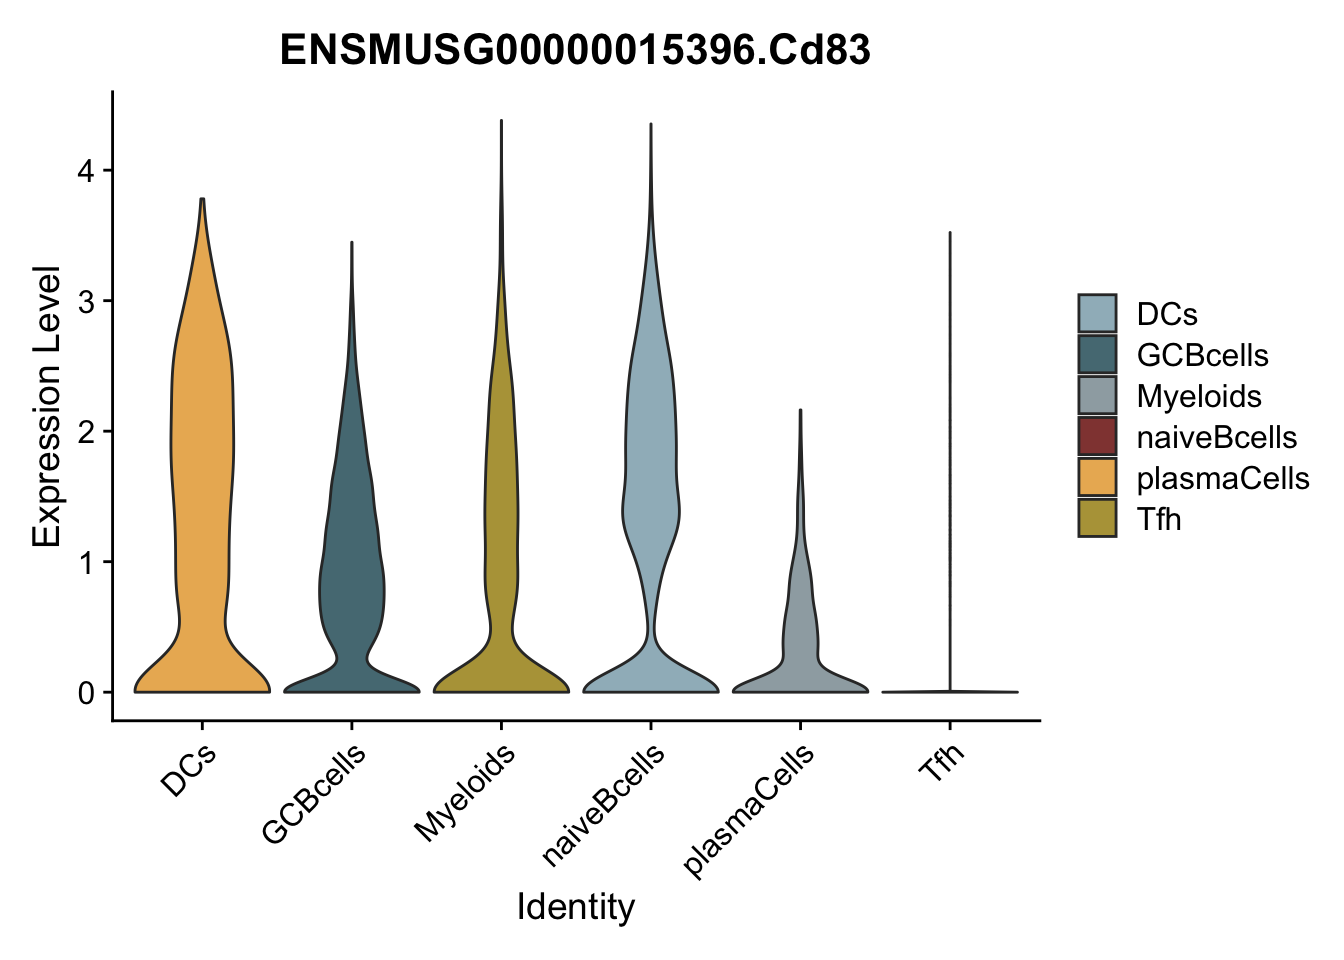 ENSMUSG00000015396.Cd83
Expression Level
4
3
2
1
0
DCs
GCBcells
Myeloids
naiveBcells
plasmaCells
Tfh
Identity
DCs
GCBcells
Myeloids
naiveBcells
plasmaCells
Tfh